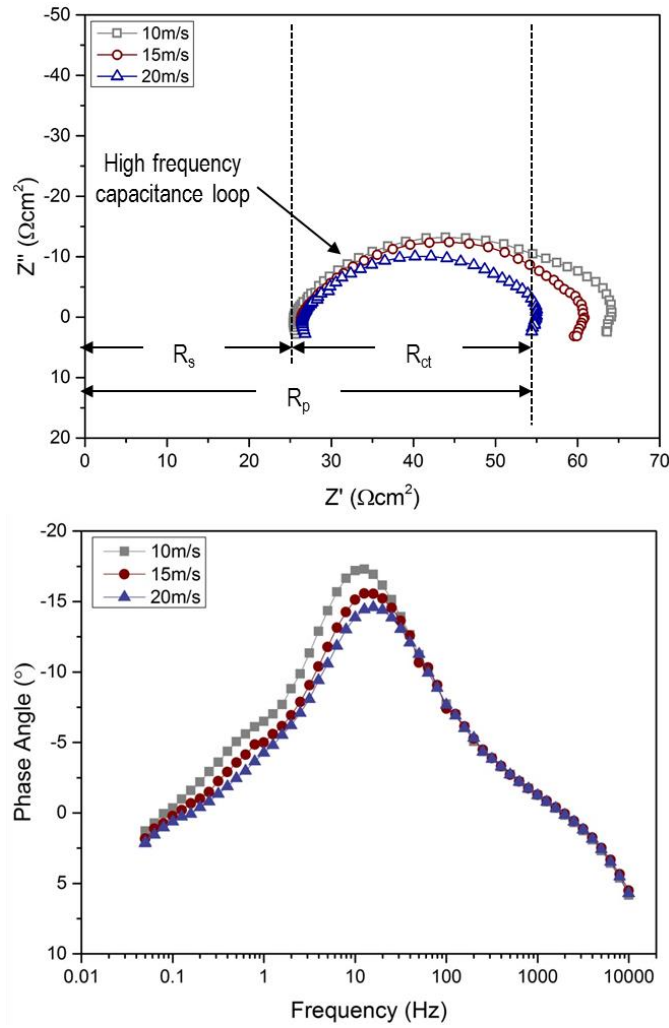 -50
-40
-30
-20
-10
0
10
20
Z'' (Ωcm²)
10m/s
15m/s
20m/s
High frequency
capacitance loop
Rₛ
R_ct
Rₚ
0 10 20 30 40 50 60 70
Z' (Ωcm²)
-20
-15
-10
-5
0
5
10
Phase Angle (°)
10m/s
15m/s
20m/s
0.01 0.1 1 10 100 1000 10000
Frequency (Hz)